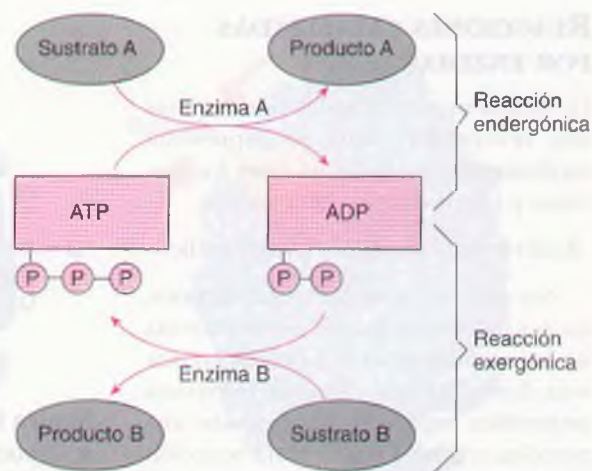 Sustrato A
Producto A
Enzima A
Reacción
endergónica
ATP
ADP
P P P
P P
Reacción
exergónica
Enzima B
Producto B
Sustrato B